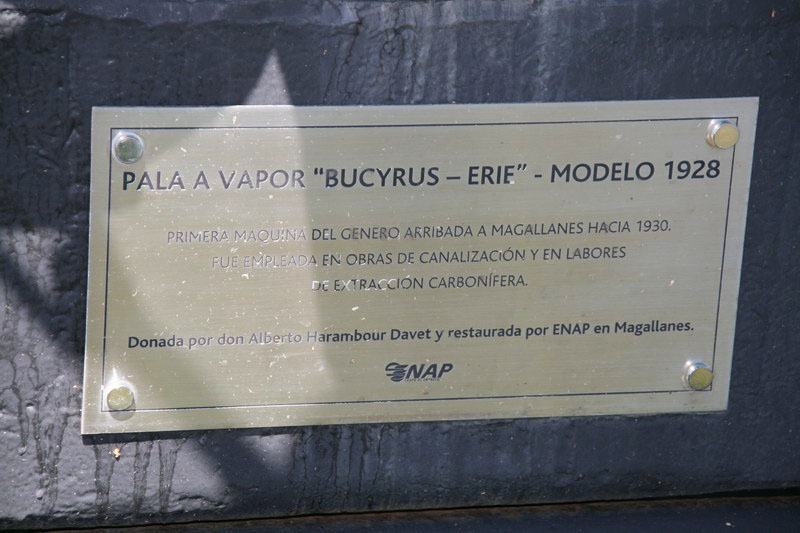 PALA A VAPOR "BUCYRUS – ERIE" - MODELO 1928
PRIMERA MAQUINA DEL GENERO ARRIBADA A MAGALLANES HACIA 1930.
FUE EMPLEADA EN OBRAS DE CANALIZACIÓN Y EN LABORES
DE EXTRACCIÓN CARBONÍFERA.
Donada por don Alberto Harambour Davet y restaurada por ENAP en Magallanes.
ENAP